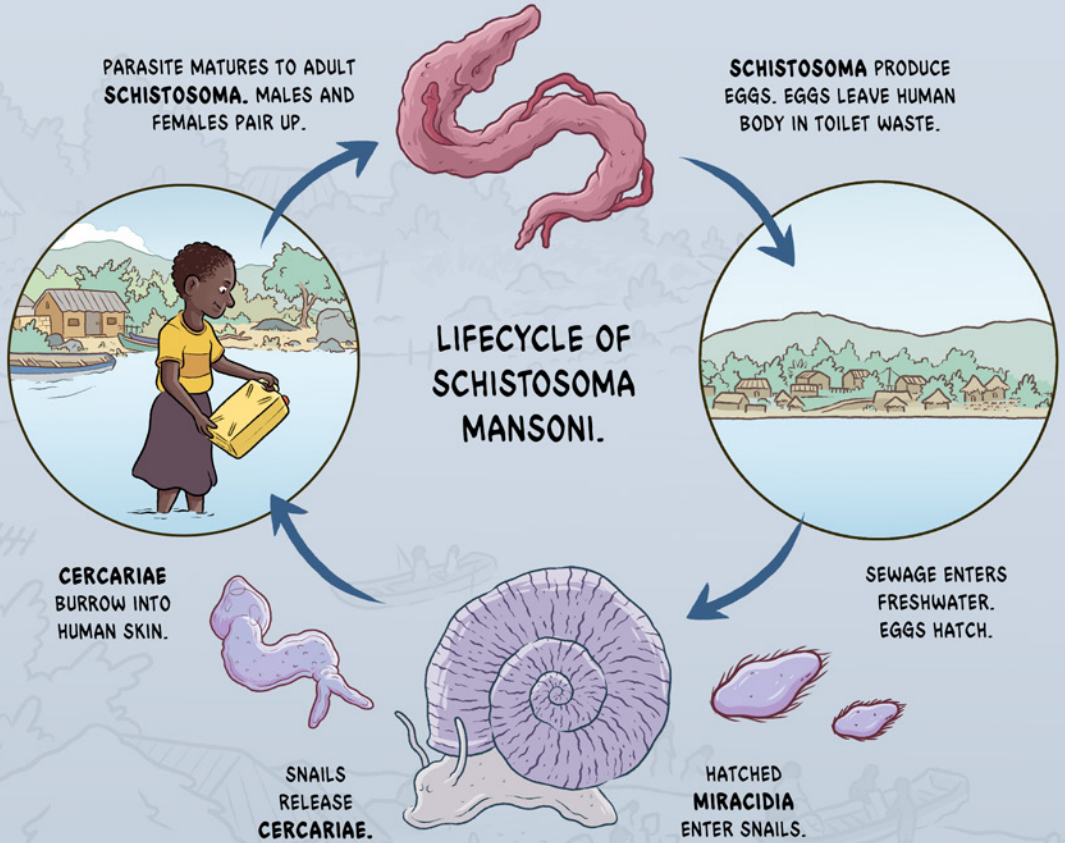 PARASITE MATURES TO ADULT
SCHISTOSOMA. MALES AND
FEMALES PAIR UP.
SCHISTOSOMA PRODUCE
EGGS. EGGS LEAVE HUMAN
BODY IN TOILET WASTE.
LIFECYCLE OF
SCHISTOSOMA
MANSONI.
SEWAGE ENTERS
FRESHWATER.
EGGS HATCH.
HATCHED
MIRACIDIA
ENTER SNAILS.
SNAILS
RELEASE
CERCARIAE.
CERCARIAE
BURROW INTO
HUMAN SKIN.